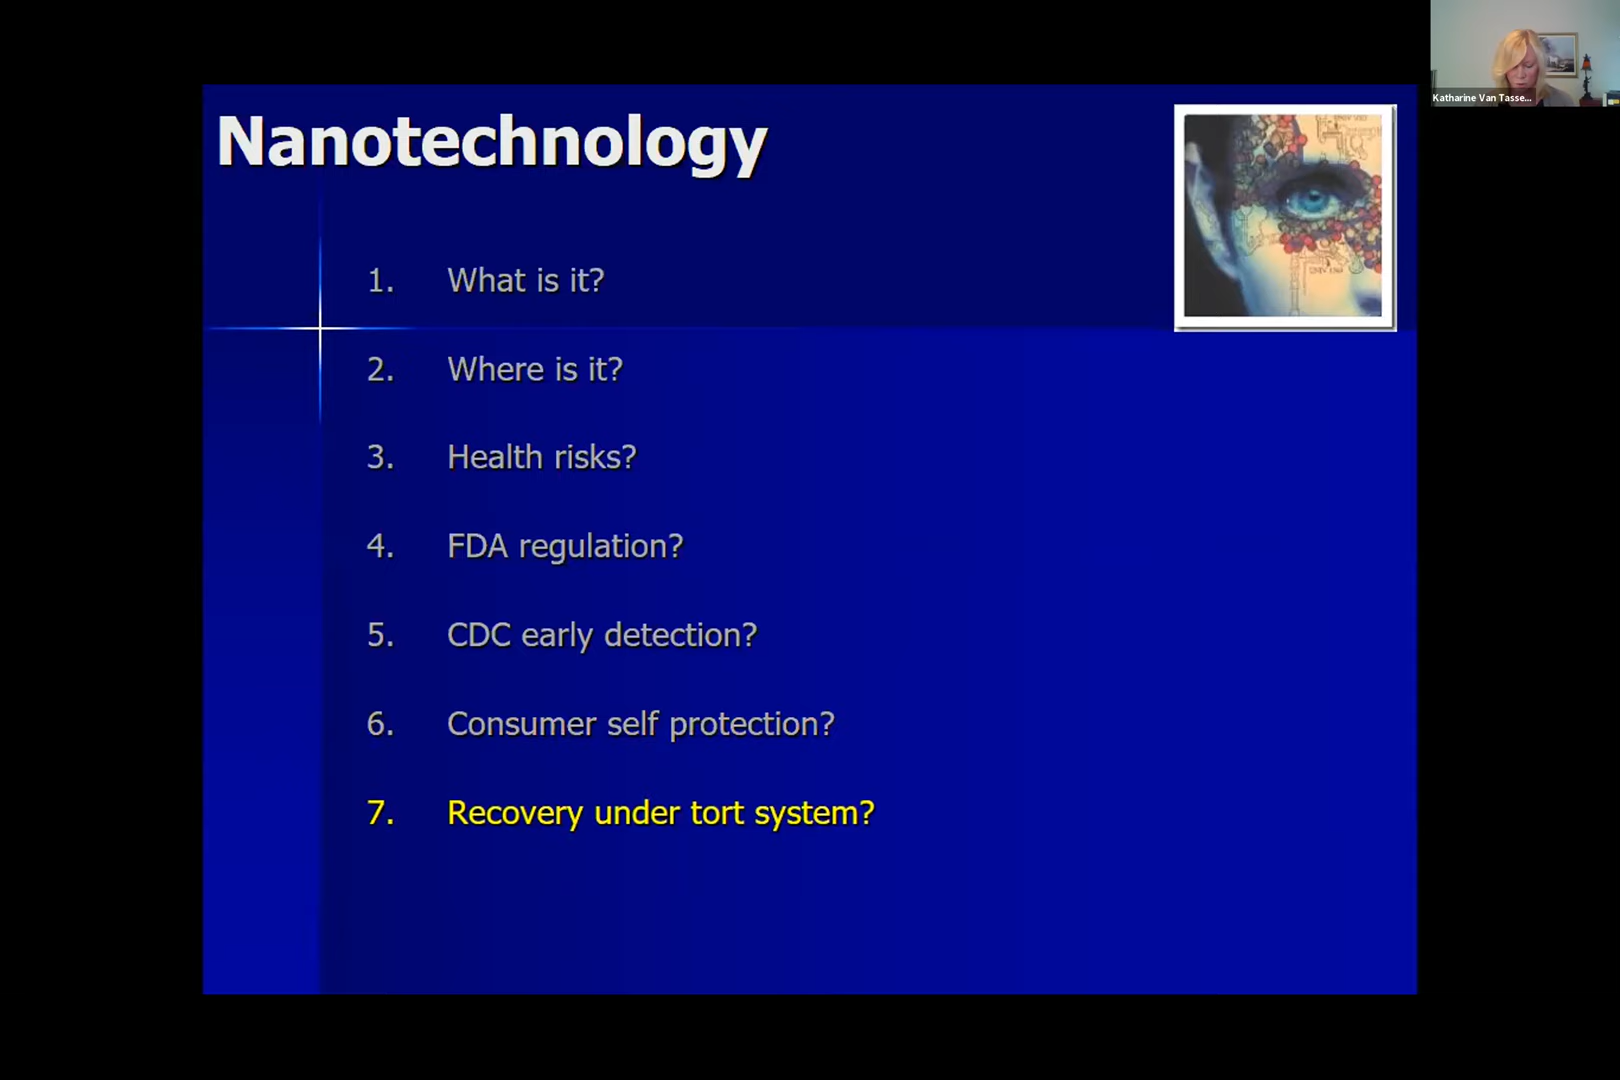 Nanotechnology
1. What is it?
2. Where is it?
3. Health risks?
4. FDA regulation?
5. CDC early detection?
6. Consumer self protection?
7. Recovery under tort system?
Katharine Van Tasse...